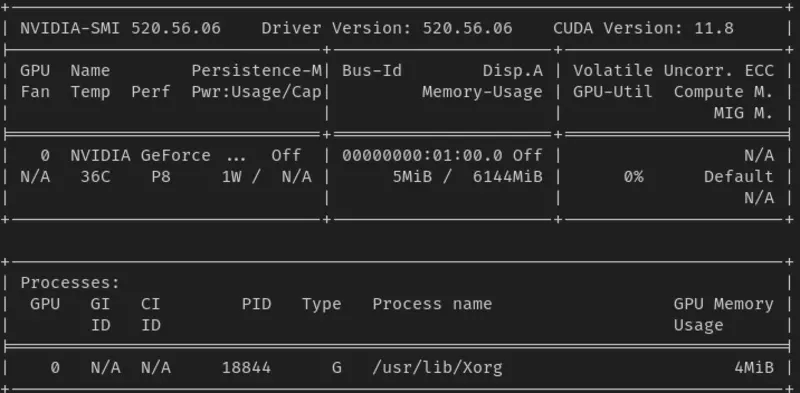 NVIDIA-SMI 520.56.06    Driver Version: 520.56.06    CUDA Version: 11.8
GPU  Name        Persistence-M| Bus-Id        Disp.A | Volatile Uncorr. ECC
Fan  Temp  Perf  Pwr:Usage/Cap|         Memory-Usage | GPU-Util  Compute M.
MIG M.
0  NVIDIA GeForce ...  Off | 00000000:01:00.0 Off | N/A
N/A   36C    P8     1W /  N/A | 5MiB /  6144MiB | 0%      Default
N/A
Processes:
GPU   GI   CI        PID   Type   Process name                  GPU Memory
ID   ID                                                   Usage
0   N/A  N/A     18844      G   /usr/lib/Xorg                       4MiB